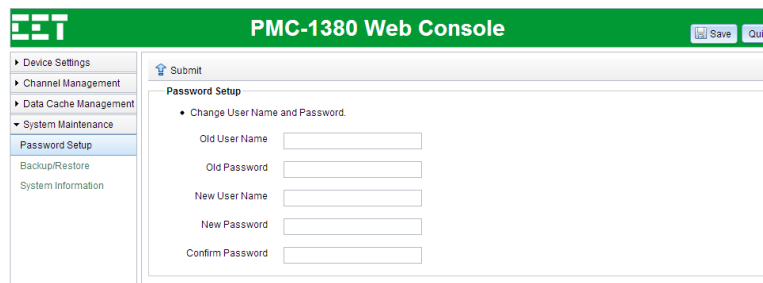 CET
PMC-1380 Web Console
Save
Device Settings
Channel Management
Data Cache Management
System Maintenance
Password Setup
Backup/Restore
System Information
Submit
Password Setup
Change User Name and Password.
Old User Name
Old Password
New User Name
New Password
Confirm Password